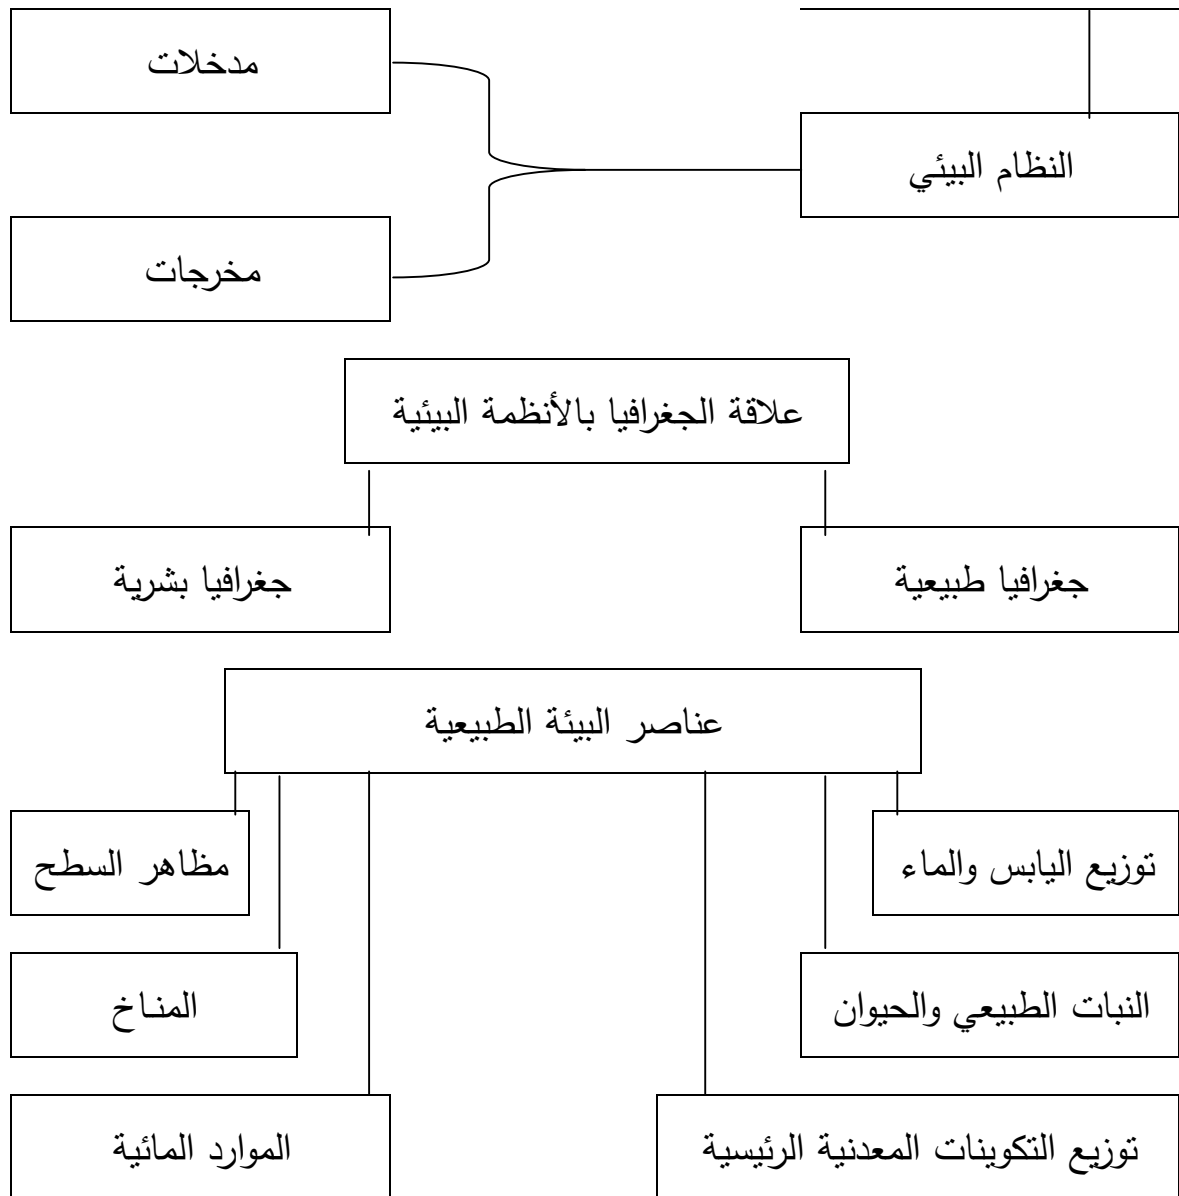 النظام البيئي
مدخلات
مخرجات
علاقة الجغرافيا بالأنظمة البيئية
جغرافيا طبيعية
جغرافيا بشرية
عناصر البيئة الطبيعية
توزيع اليابس والماء
مظاهر السطح
النبات الطبيعي والحيوان
المناخ
توزيع التكوينات المعدنية الرئيسية
الموارد المائية